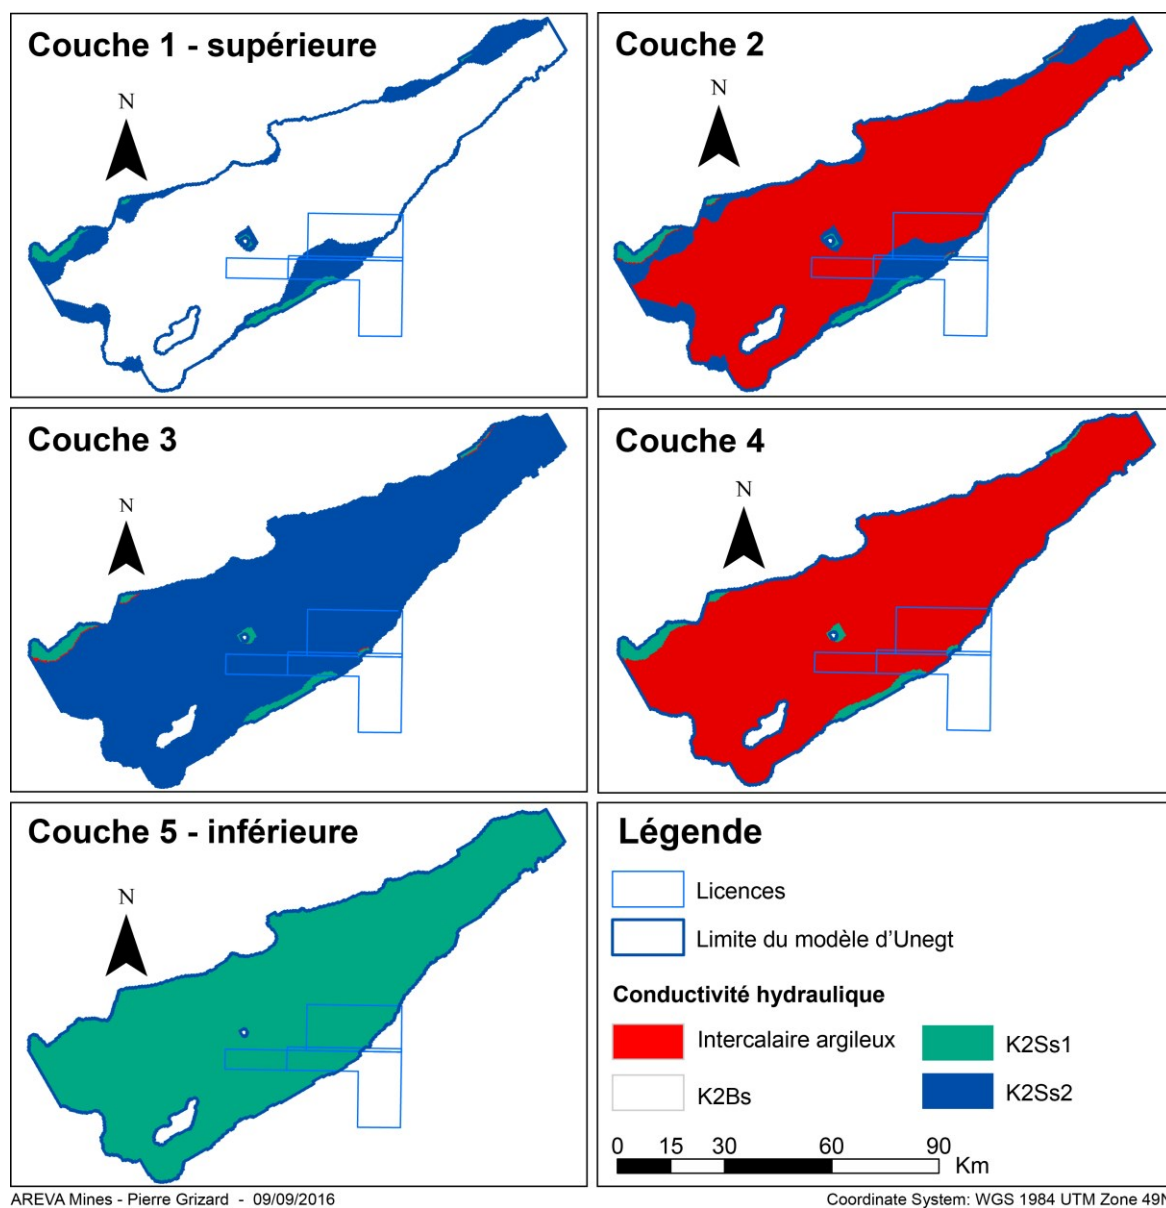 Couche 1 - supérieure
N
Couche 2
N
Couche 3
N
Couche 4
N
Couche 5 - inférieure
N
Légende
Licences
Limite du modèle d'Unegt
Conductivité hydraulique
Intercalaire argileux
K2Ss1
K2Bs
K2Ss2
0 15 30 60 90
Km
AREVA Mines - Pierre Grizard - 09/09/2016
Coordinate System: WGS 1984 UTM Zone 49N